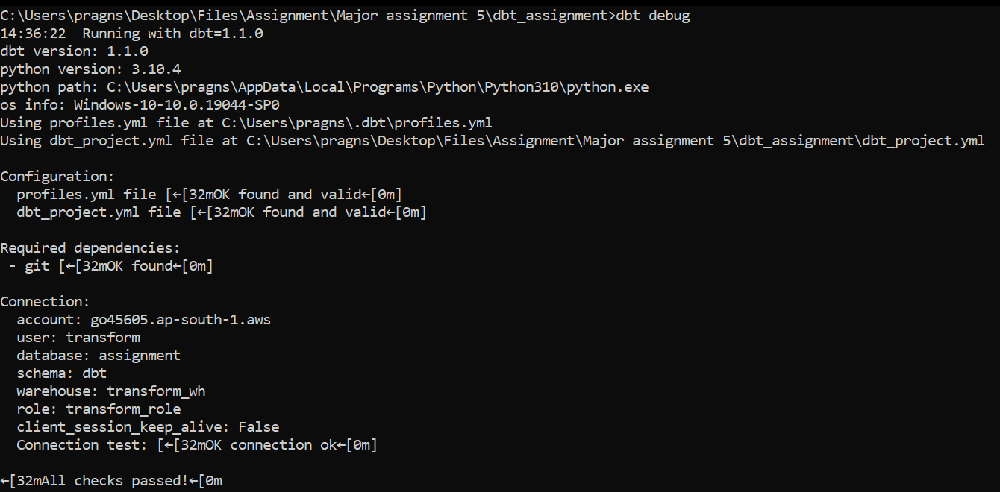 C:\Users\pragns\Desktop\Files\Assignment\Major assignment 5\dbt_assignment>dbt debug
14:36:22  Running with dbt=1.1.0
dbt version: 1.1.0
python version: 3.10.4
python path: C:\Users\pragns\AppData\Local\Programs\Python\Python310\python.exe
os info: Windows-10-10.0.19044-SP0
Using profiles.yml file at C:\Users\pragns\.dbt\profiles.yml
Using dbt_project.yml file at C:\Users\pragns\Desktop\Files\Assignment\Major assignment 5\dbt_assignment\dbt_project.yml
Configuration:
  profiles.yml file [←[32mOK found and valid←[0m]
  dbt_project.yml file [←[32mOK found and valid←[0m]
Required dependencies:
 - git [←[32mOK found←[0m]
Connection:
  account: go45605.ap-south-1.aws
  user: transform
  database: assignment
  schema: dbt
  warehouse: transform_wh
  role: transform_role
  client_session_keep_alive: False
  Connection test: [←[32mOK connection ok←[0m]
←[32mAll checks passed!←[0m